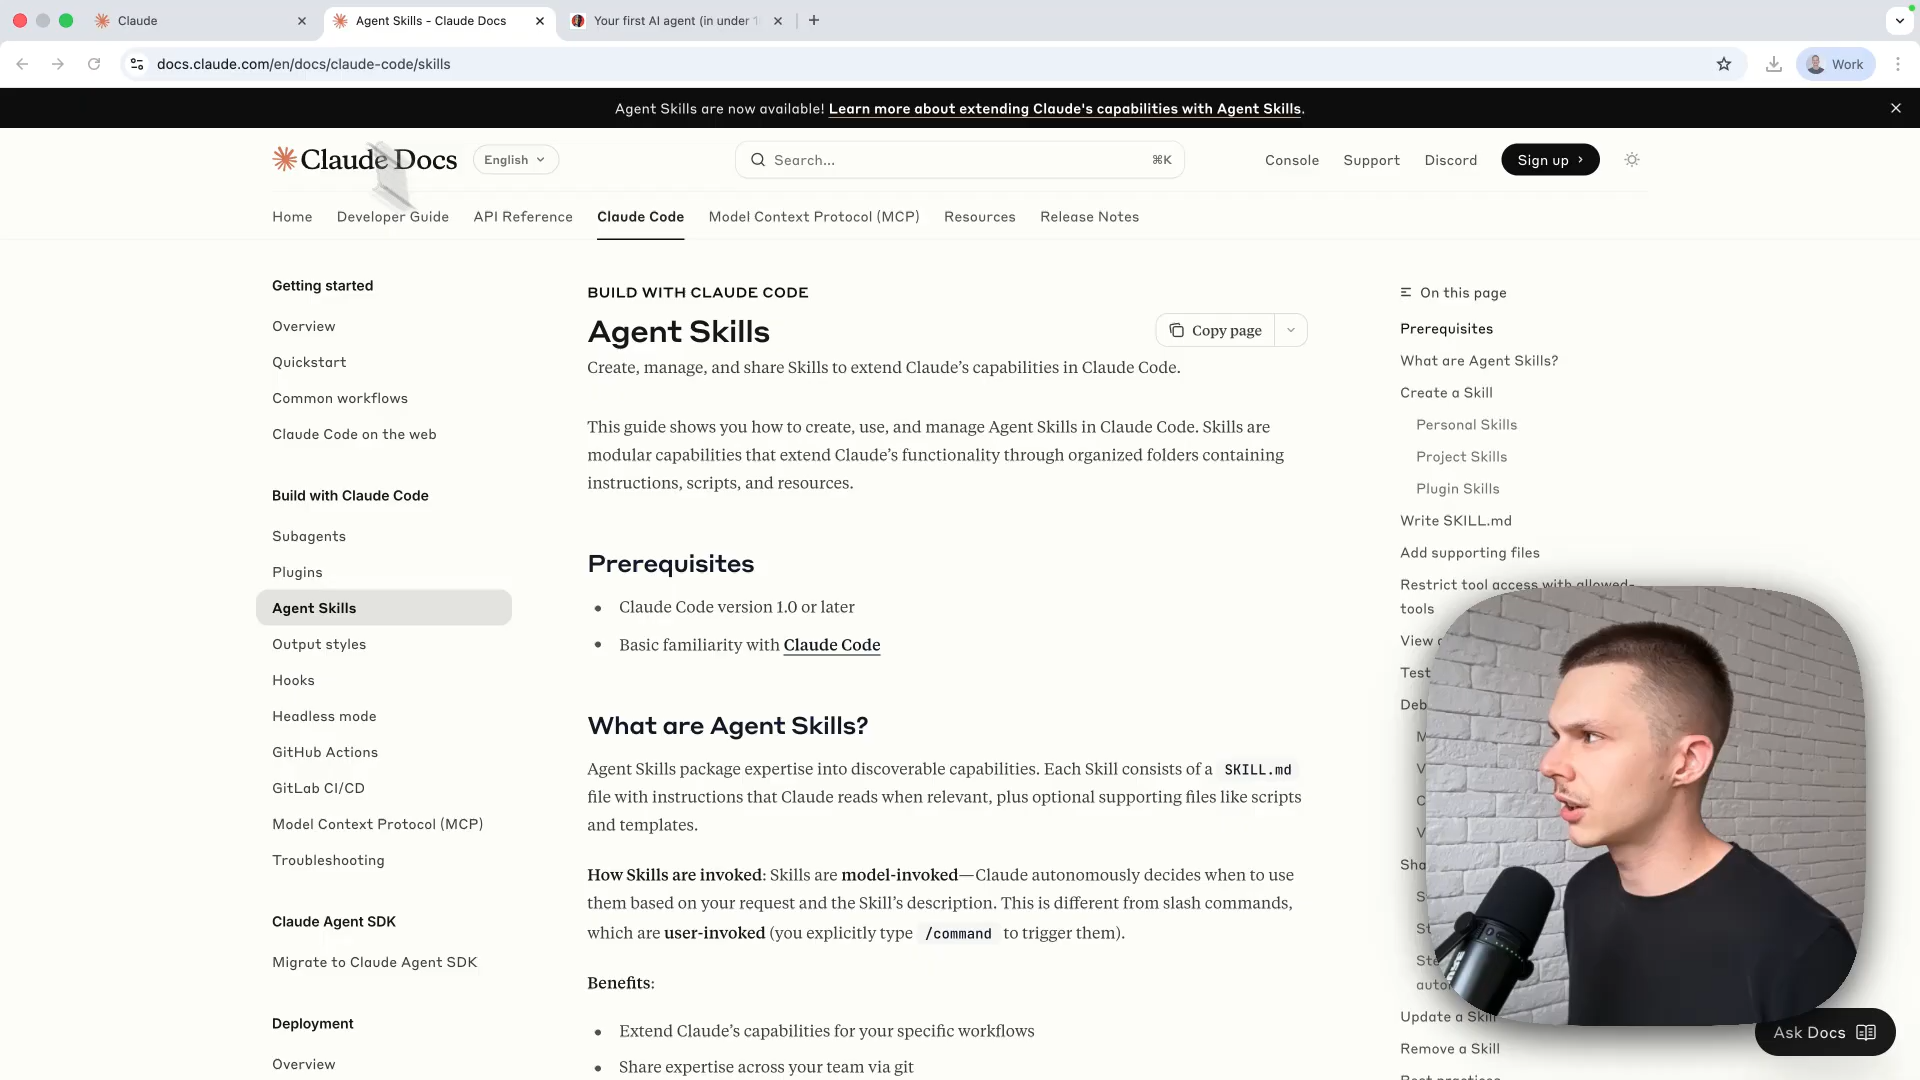 Claude
Agent Skills - Claude Docs
Your first AI agent (in under
docs.claude.com/en/docs/claude-code/skills
Work
Agent Skills are now available! Learn more about extending Claude's capabilities with Agent Skills.
Claude Docs
English
Search...
⌘K
Console
Support
Discord
Sign up
Home
Developer Guide
API Reference
Claude Code
Model Context Protocol (MCP)
Resources
Release Notes
Getting started
Overview
Quickstart
Common workflows
Claude Code on the web
Build with Claude Code
Subagents
Plugins
Agent Skills
Output styles
Hooks
Headless mode
GitHub Actions
GitLab CI/CD
Model Context Protocol (MCP)
Troubleshooting
Claude Agent SDK
Migrate to Claude Agent SDK
Deployment
Overview
BUILD WITH CLAUDE CODE
Agent Skills
Copy page
Create, manage, and share Skills to extend Claude’s capabilities in Claude Code.
This guide shows you how to create, use, and manage Agent Skills in Claude Code. Skills are
modular capabilities that extend Claude’s functionality through organized folders containing
instructions, scripts, and resources.
Prerequisites
• Claude Code version 1.0 or later
• Basic familiarity with Claude Code
What are Agent Skills?
Agent Skills package expertise into discoverable capabilities. Each Skill consists of a SKILL.md
file with instructions that Claude reads when relevant, plus optional supporting files like scripts
and templates.
How Skills are invoked: Skills are model-invoked—Claude autonomously decides when to use
them based on your request and the Skill’s description. This is different from slash commands,
which are user-invoked (you explicitly type /command to trigger them).
Benefits:
• Extend Claude’s capabilities for your specific workflows
• Share expertise across your team via git
On this page
Prerequisites
What are Agent Skills?
Create a Skill
Personal Skills
Project Skills
Plugin Skills
Write SKILL.md
Add supporting files
Restrict tool access with allowed-
tools
View
Test
Update a Skill
Remove a Skill
Best practices
Ask Docs